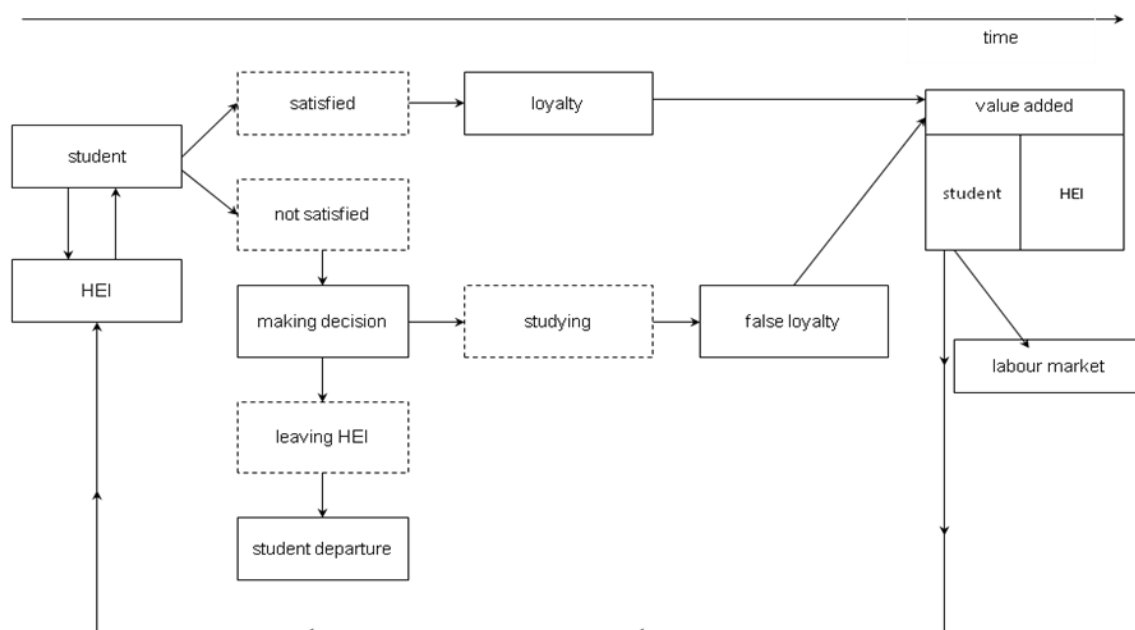 time
satisfied
loyalty
value added
student
student
HEI
not satisfied
HEI
making decision
studying
false loyalty
labour market
leaving HEI
student departure